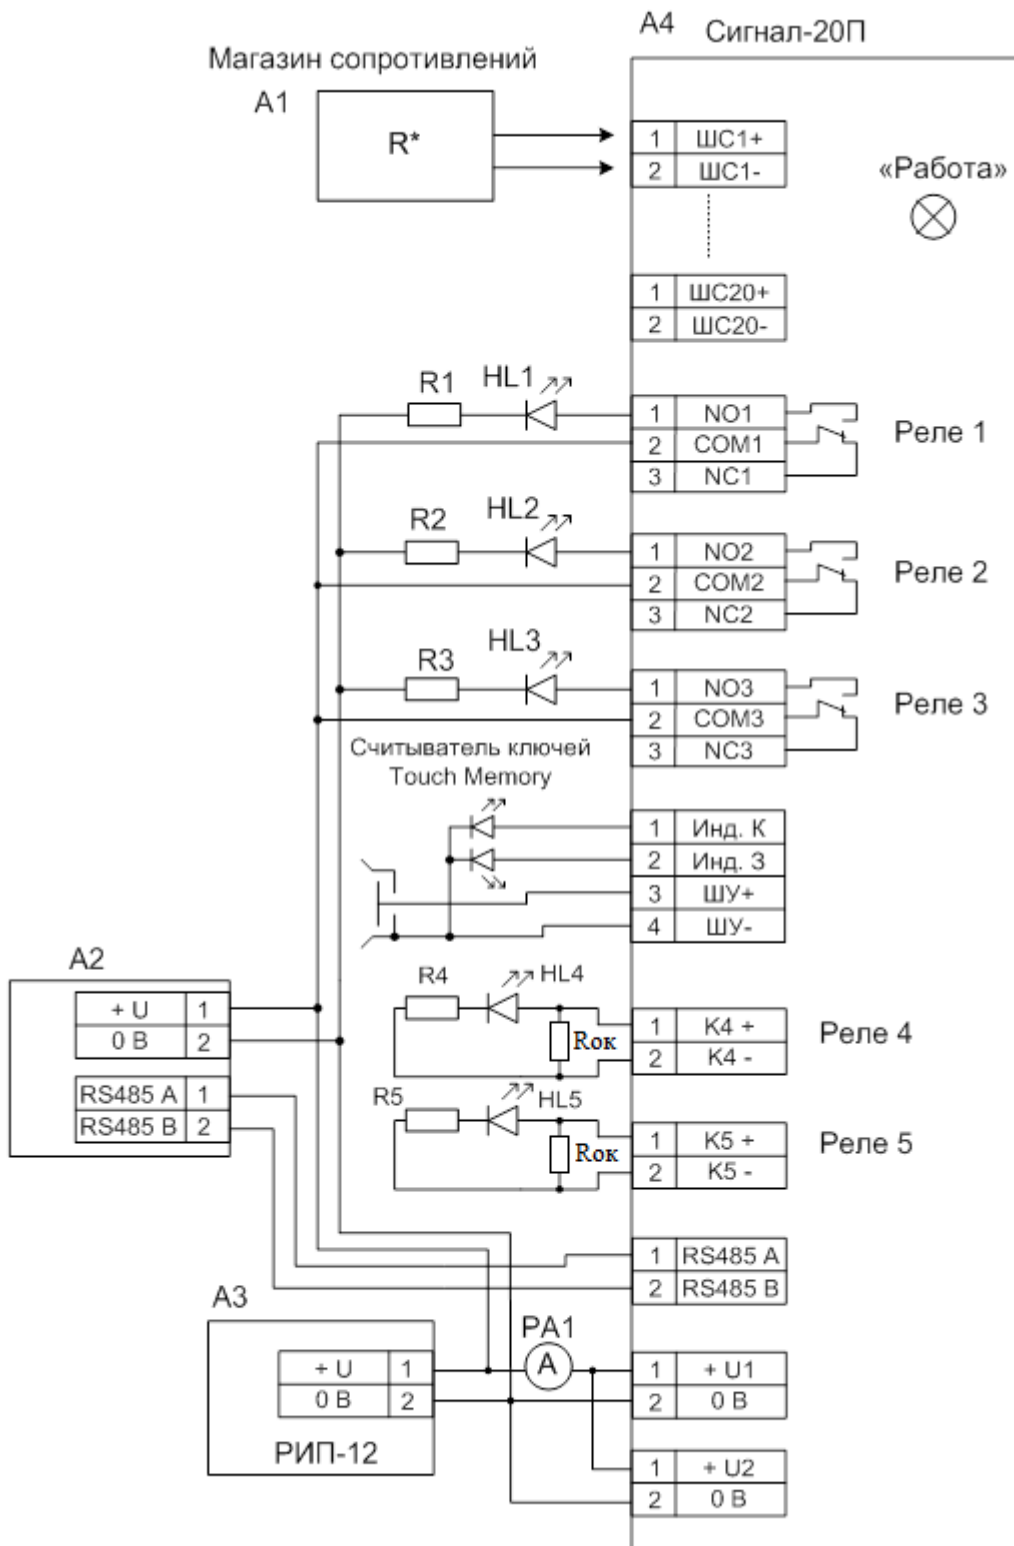 A4 Сигнал-20П
Магазин сопротивлений
A1
R*
1 ШС1+
2 ШС1-
«Работа»
1 ШС20+
2 ШС20-
R1 HL1
1 NO1
2 COM1
3 NC1
Реле 1
R2 HL2
1 NO2
2 COM2
3 NC2
Реле 2
R3 HL3
1 NO3
2 COM3
3 NC3
Реле 3
Считыватель ключей
Touch Memory
1 Инд. К
2 Инд. З
3 ШУ+
4 ШУ-
A2
+ U 1
0 В 2
RS485 A 1
RS485 B 2
R4 HL4
Rок
1 K4 +
2 K4 -
Реле 4
R5 HL5
Rок
1 K5 +
2 K5 -
Реле 5
1 RS485 A
2 RS485 B
A3
+ U 1
0 В 2
РИП-12
PA1
A
1 + U1
2 0 В
1 + U2
2 0 В